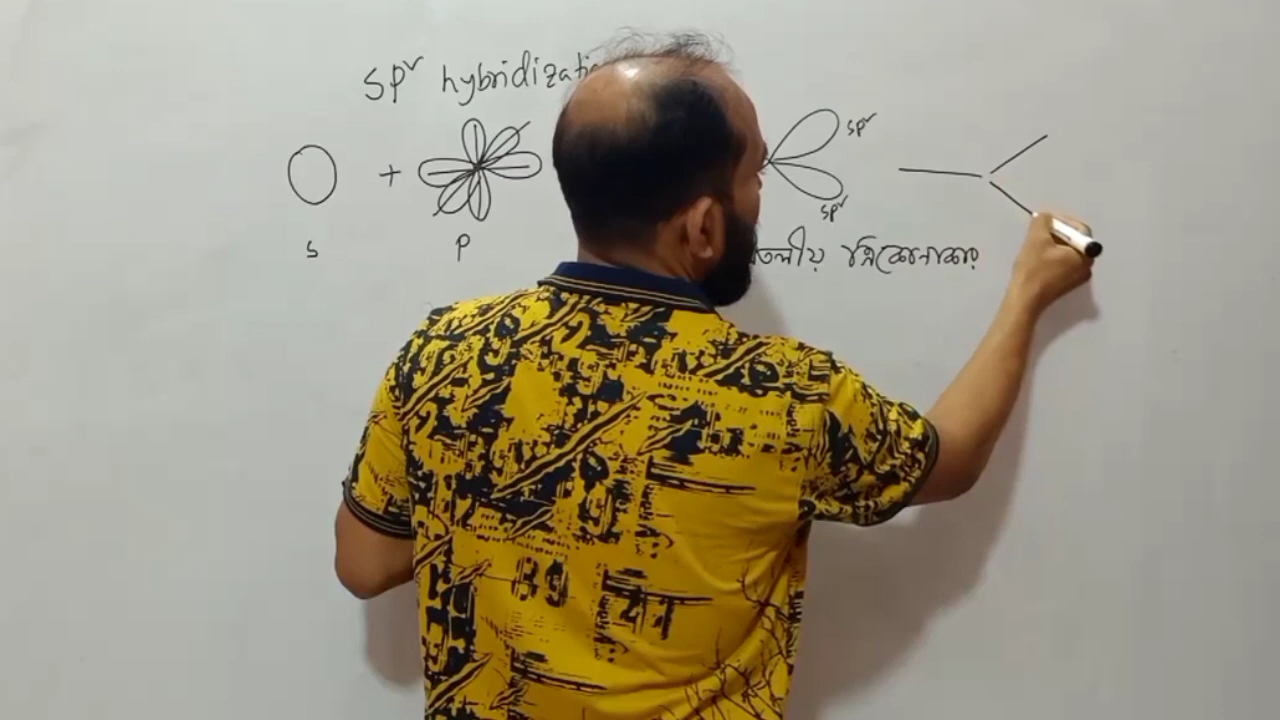 sp² hybridizatio
s + p
sp²
sp²
তলীয় ত্রিকোনাকার